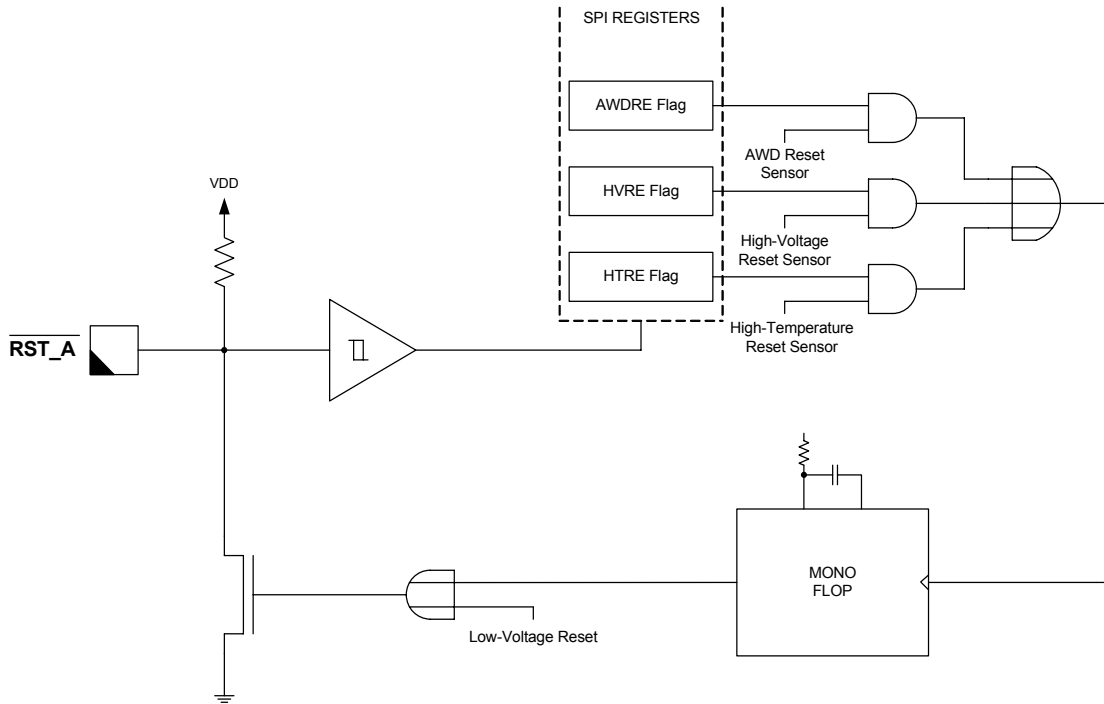 SPI REGISTERS
AWDRE Flag
AWD Reset
Sensor
VDD
HVRE Flag
High-Voltage
Reset Sensor
HTRE Flag
High-Temperature
Reset Sensor
RST_A
MONO
FLOP
Low-Voltage Reset